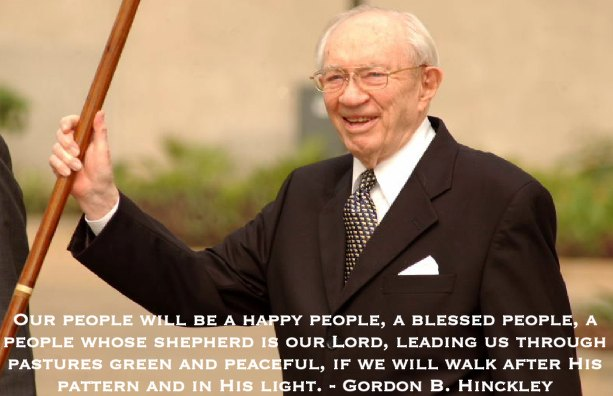 Our people will be a happy people, a blessed people, a
people whose shepherd is our Lord, leading us through
pastures green and peaceful, if we will walk after His
pattern and in His light. - Gordon B. Hinckley